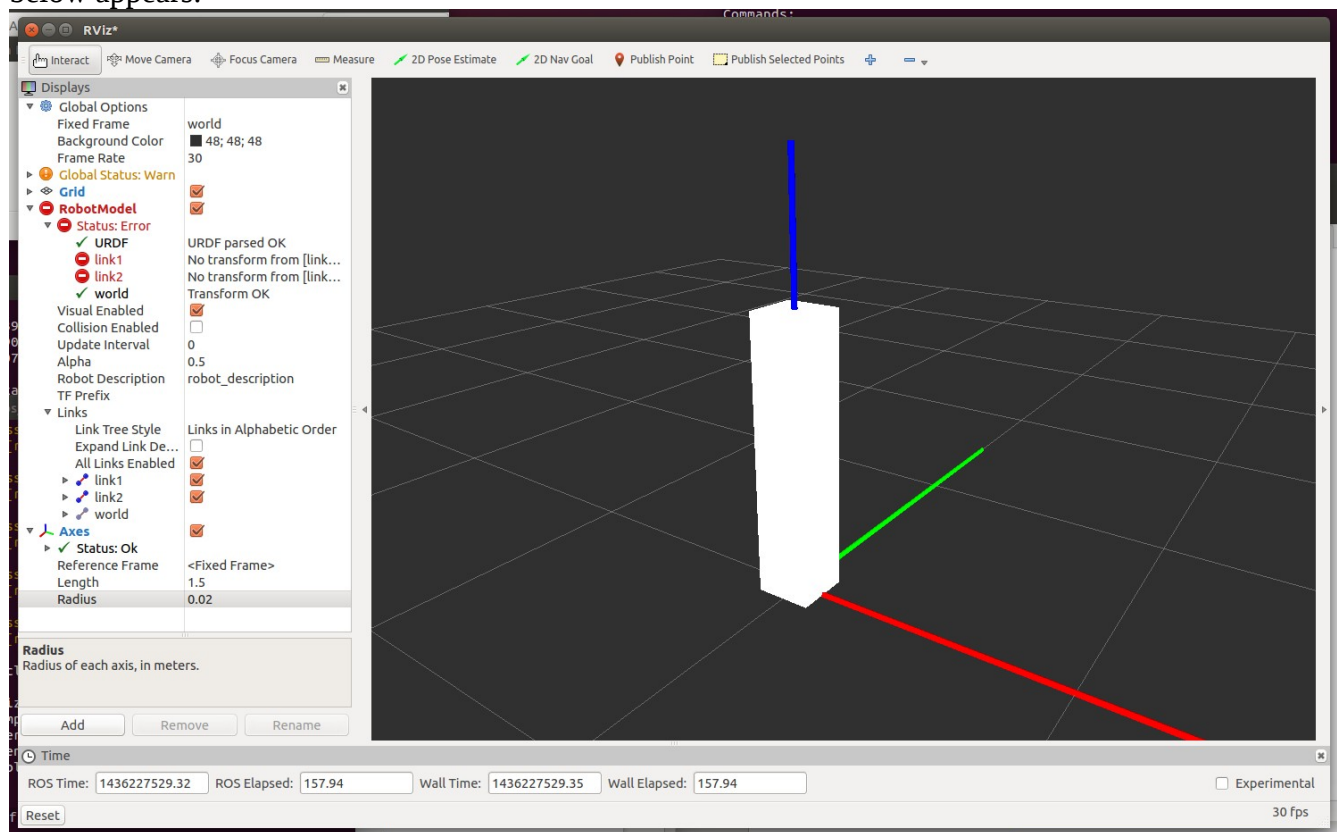 below appears.
Commands:
RViz*
Interact Move Camera Focus Camera Measure 2D Pose Estimate 2D Nav Goal Publish Point Publish Selected Points
Displays
Global Options
Fixed Frame world
Background Color 48; 48; 48
Frame Rate 30
Global Status: Warn
Grid
RobotModel
Status: Error
URDF URDF parsed OK
link1 No transform from [link...
link2 No transform from [link...
world Transform OK
Visual Enabled
Collision Enabled
Update Interval 0
Alpha 0.5
Robot Description robot_description
TF Prefix
Links
Link Tree Style Links in Alphabetic Order
Expand Link De...
All Links Enabled
link1
link2
world
Axes
Status: Ok
Reference Frame <Fixed Frame>
Length 1.5
Radius 0.02
Radius
Radius of each axis, in meters.
Add Remove Rename
Time
ROS Time: 1436227529.32 ROS Elapsed: 157.94 Wall Time: 1436227529.35 Wall Elapsed: 157.94 Experimental
Reset 30 fps